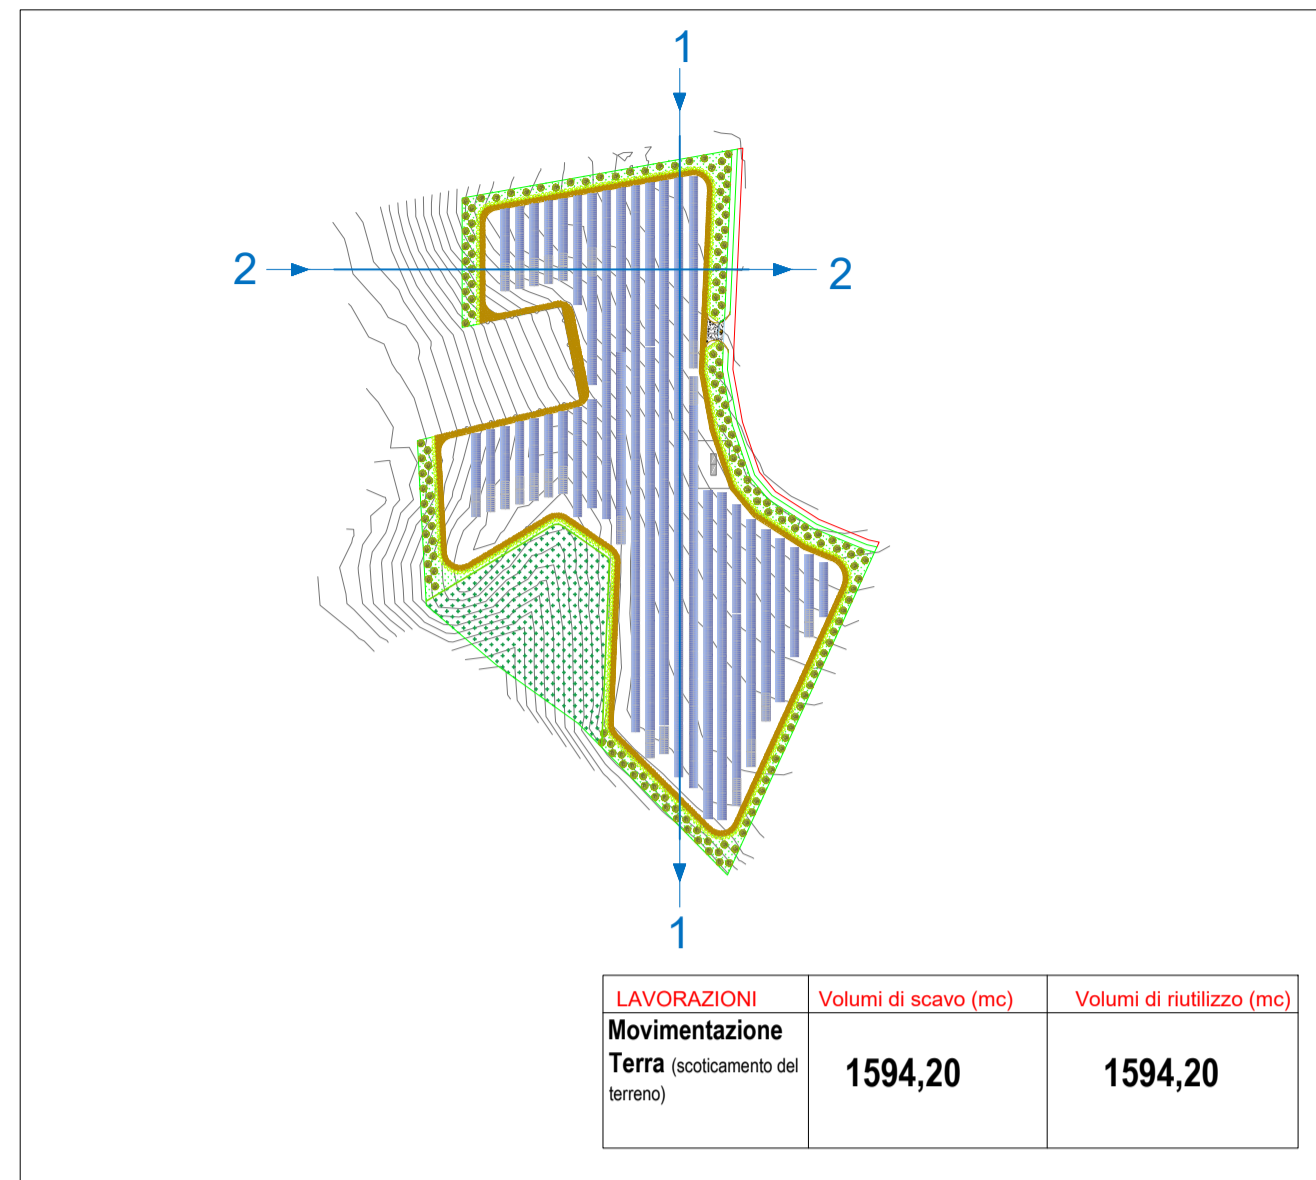 1
2
2
1
LAVORAZIONI Volumi di scavo (mc) Volumi di riutilizzo (mc)
Movimentazione
Terra (scoticamento del
terreno)
1594,20 1594,20